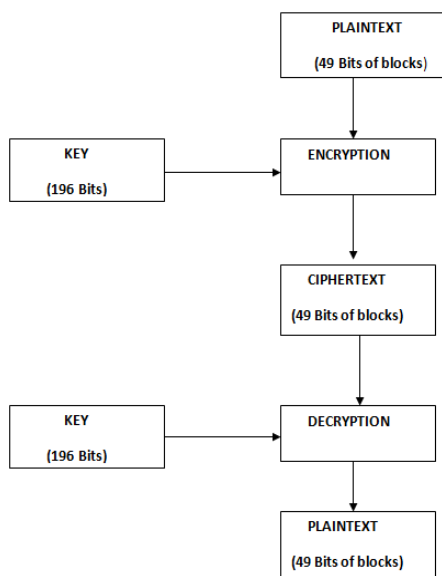 PLAINTEXT
(49 Bits of blocks)
KEY
(196 Bits)
ENCRYPTION
CIPHERTEXT
(49 Bits of blocks)
KEY
(196 Bits)
DECRYPTION
PLAINTEXT
(49 Bits of blocks)